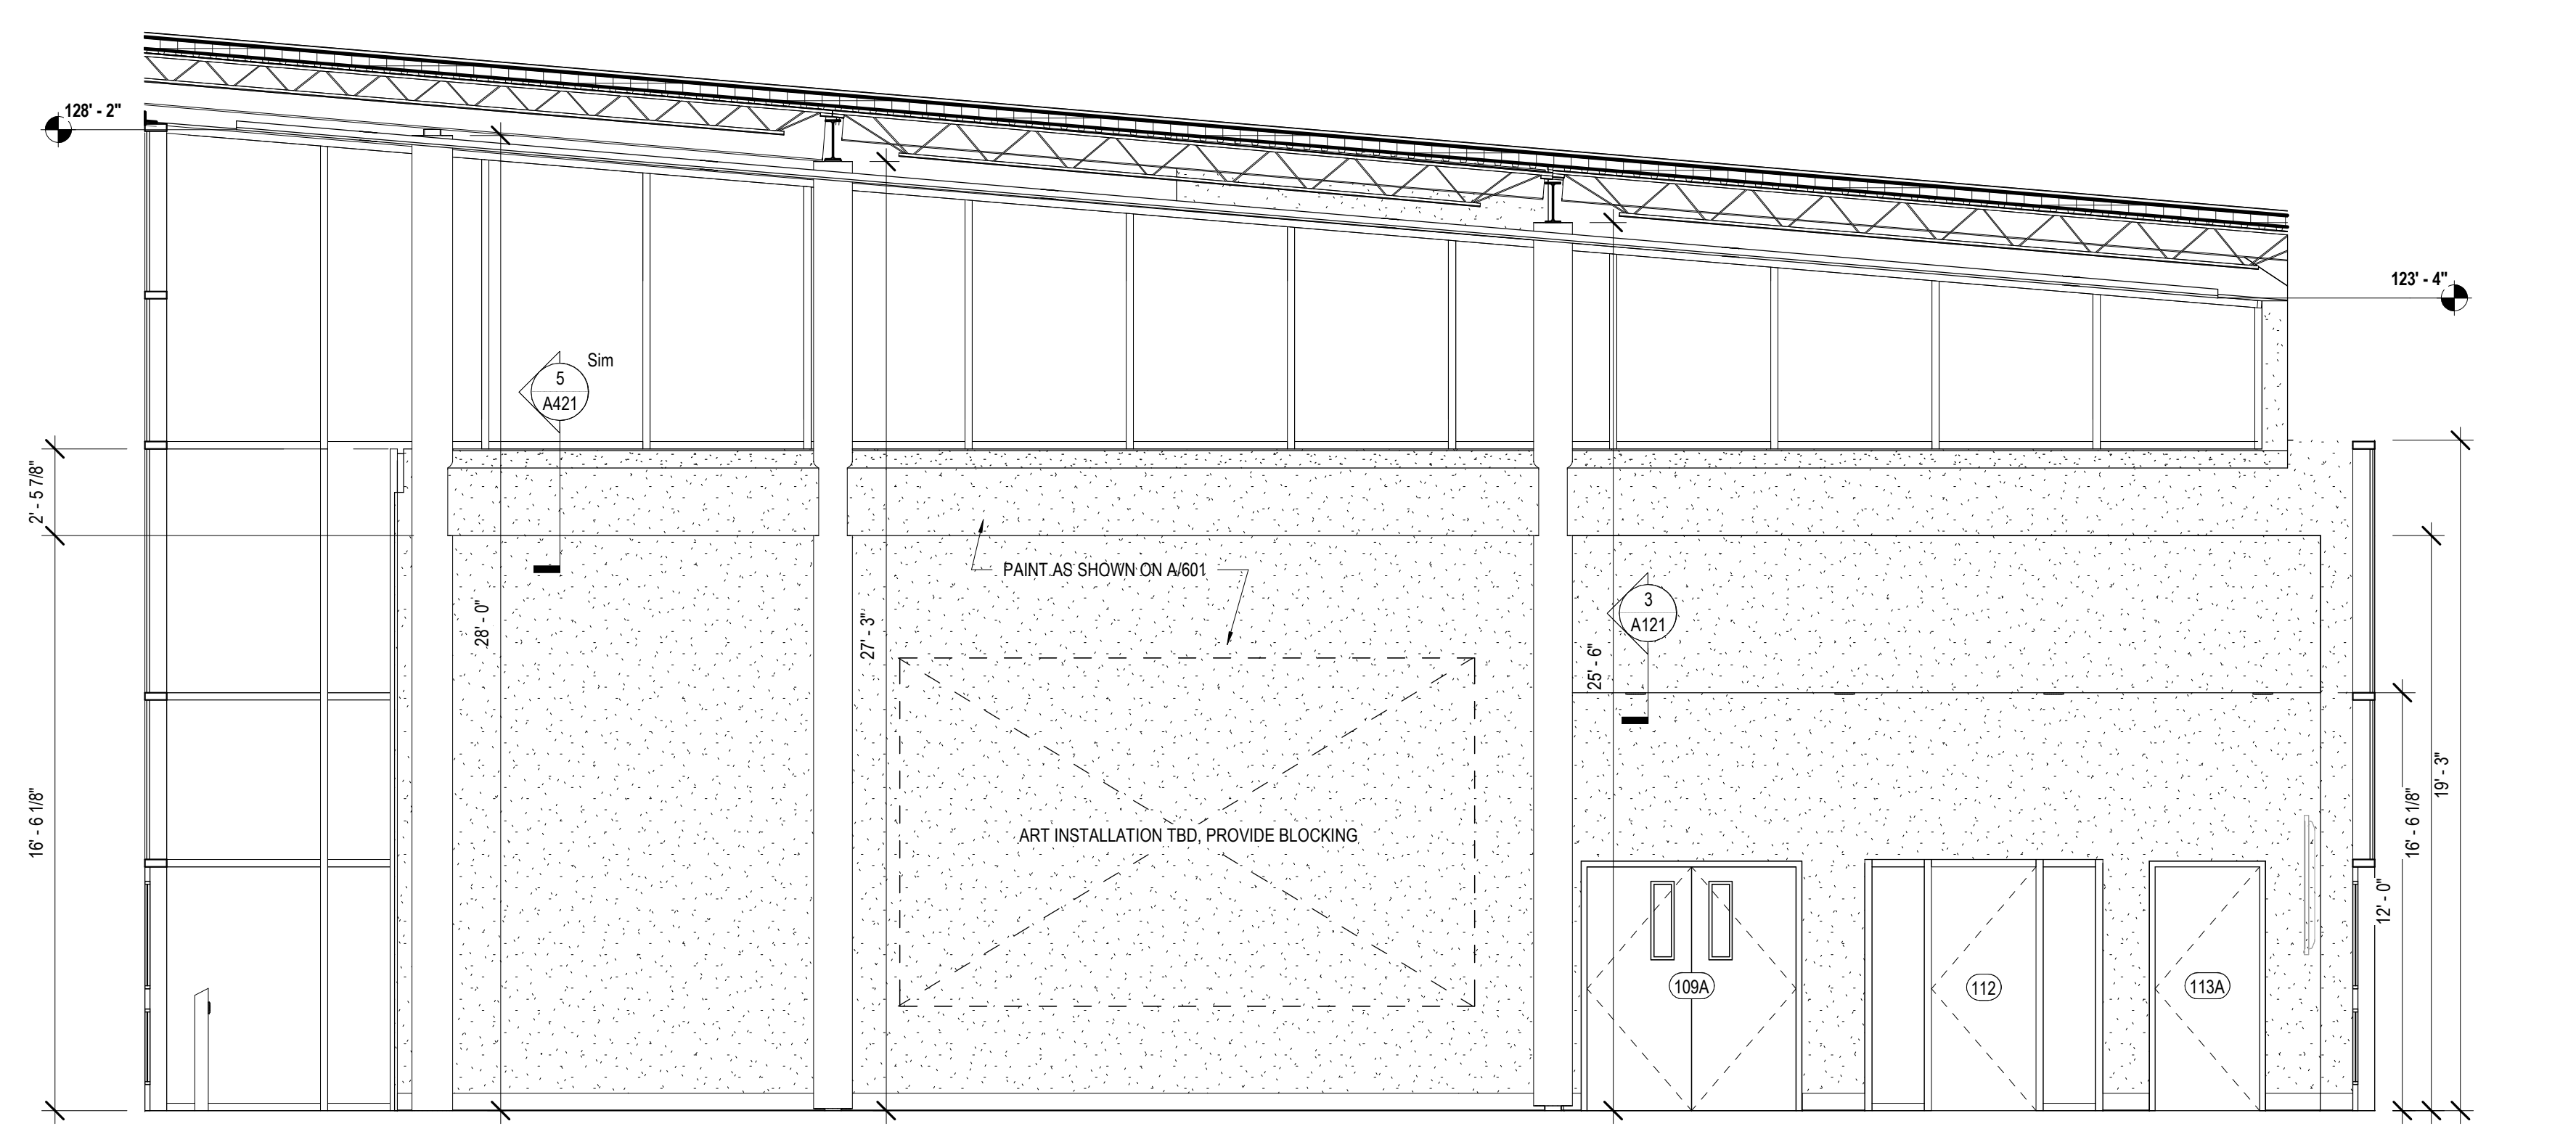 128' - 2"
123' - 4"
Sim
5
A421
2' - 5 7/8"
PAINT AS SHOWN ON A/601
3
A121
28' - 0"
27' - 3"
25' - 6"
16' - 6 1/8"
ART INSTALLATION TBD, PROVIDE BLOCKING
19' - 3"
16' - 6 1/8"
12' - 0"
109A
112
113A